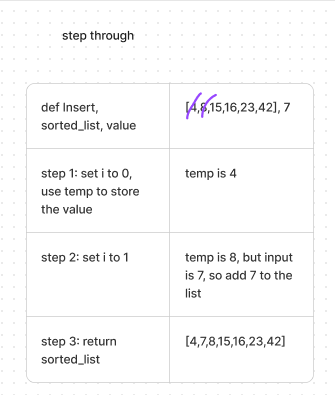 step through
def Insert,
sorted_list, value
[4,8,15,16,23,42], 7
step 1: set i to 0,
use temp to store
the value
temp is 4
step 2: set i to 1
temp is 8, but input
is 7, so add 7 to the
list
step 3: return
sorted_list
[4,7,8,15,16,23,42]